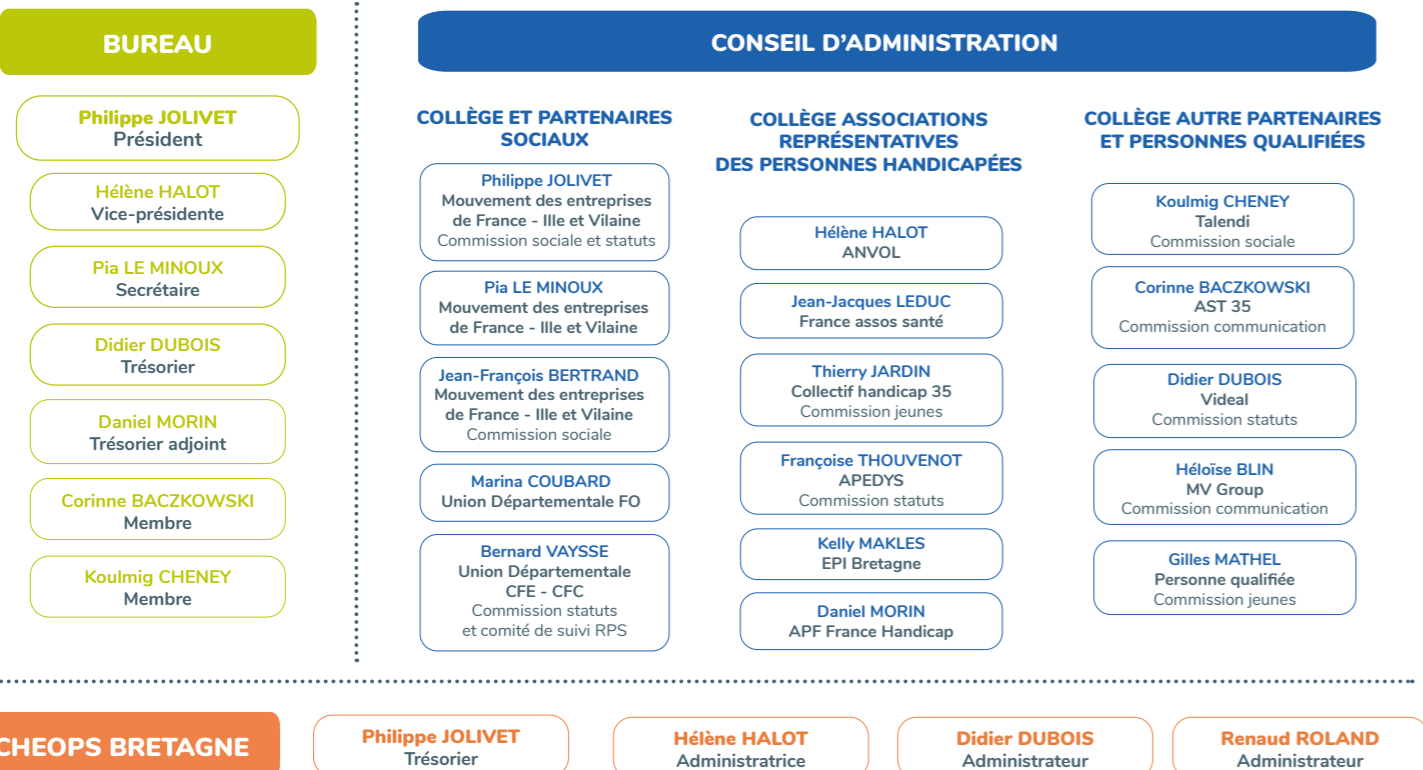 BUREAU
Philippe JOLIVET
Président
Hélène HALOT
Vice-présidente
Pia LE MINOUX
Secrétaire
Didier DUBOIS
Trésorier
Daniel MORIN
Trésorier adjoint
Corinne BACZKOWSKI
Membre
Koulmig CHENEY
Membre
CONSEIL D'ADMINISTRATION
COLLÈGE ET PARTENAIRES
SOCIAUX
Philippe JOLIVET
Mouvement des entreprises
de France - Ille et Vilaine
Commission sociale et statuts
Pia LE MINOUX
Mouvement des entreprises
de France - Ille et Vilaine
Jean-François BERTRAND
Mouvement des entreprises
de France - Ille et Vilaine
Commission sociale
Marina COUBARD
Union Départementale FO
Bernard VAYSSE
Union Départementale
CFE - CFC
Commission statuts
et comité de suivi RPS
COLLÈGE ASSOCIATIONS
REPRÉSENTATIVES
DES PERSONNES HANDICAPÉES
Hélène HALOT
ANVOL
Jean-Jacques LEDUC
France assos santé
Thierry JARDIN
Collectif handicap 35
Commission jeunes
Françoise THOUVENOT
APEDYS
Commission statuts
Kelly MAKLES
EPI Bretagne
Daniel MORIN
APF France Handicap
COLLÈGE AUTRE PARTENAIRES
ET PERSONNES QUALIFIÉES
Koulmig CHENEY
Talendi
Commission sociale
Corinne BACZKOWSKI
AST 35
Commission communication
Didier DUBOIS
Videal
Commission statuts
Héloïse BLIN
MV Group
Commission communication
Gilles MATHEL
Personne qualifiée
Commission jeunes
CHEOPS BRETAGNE
Philippe JOLIVET
Trésorier
Hélène HALOT
Administratrice
Didier DUBOIS
Administrateur
Renaud ROLAND
Administrateur